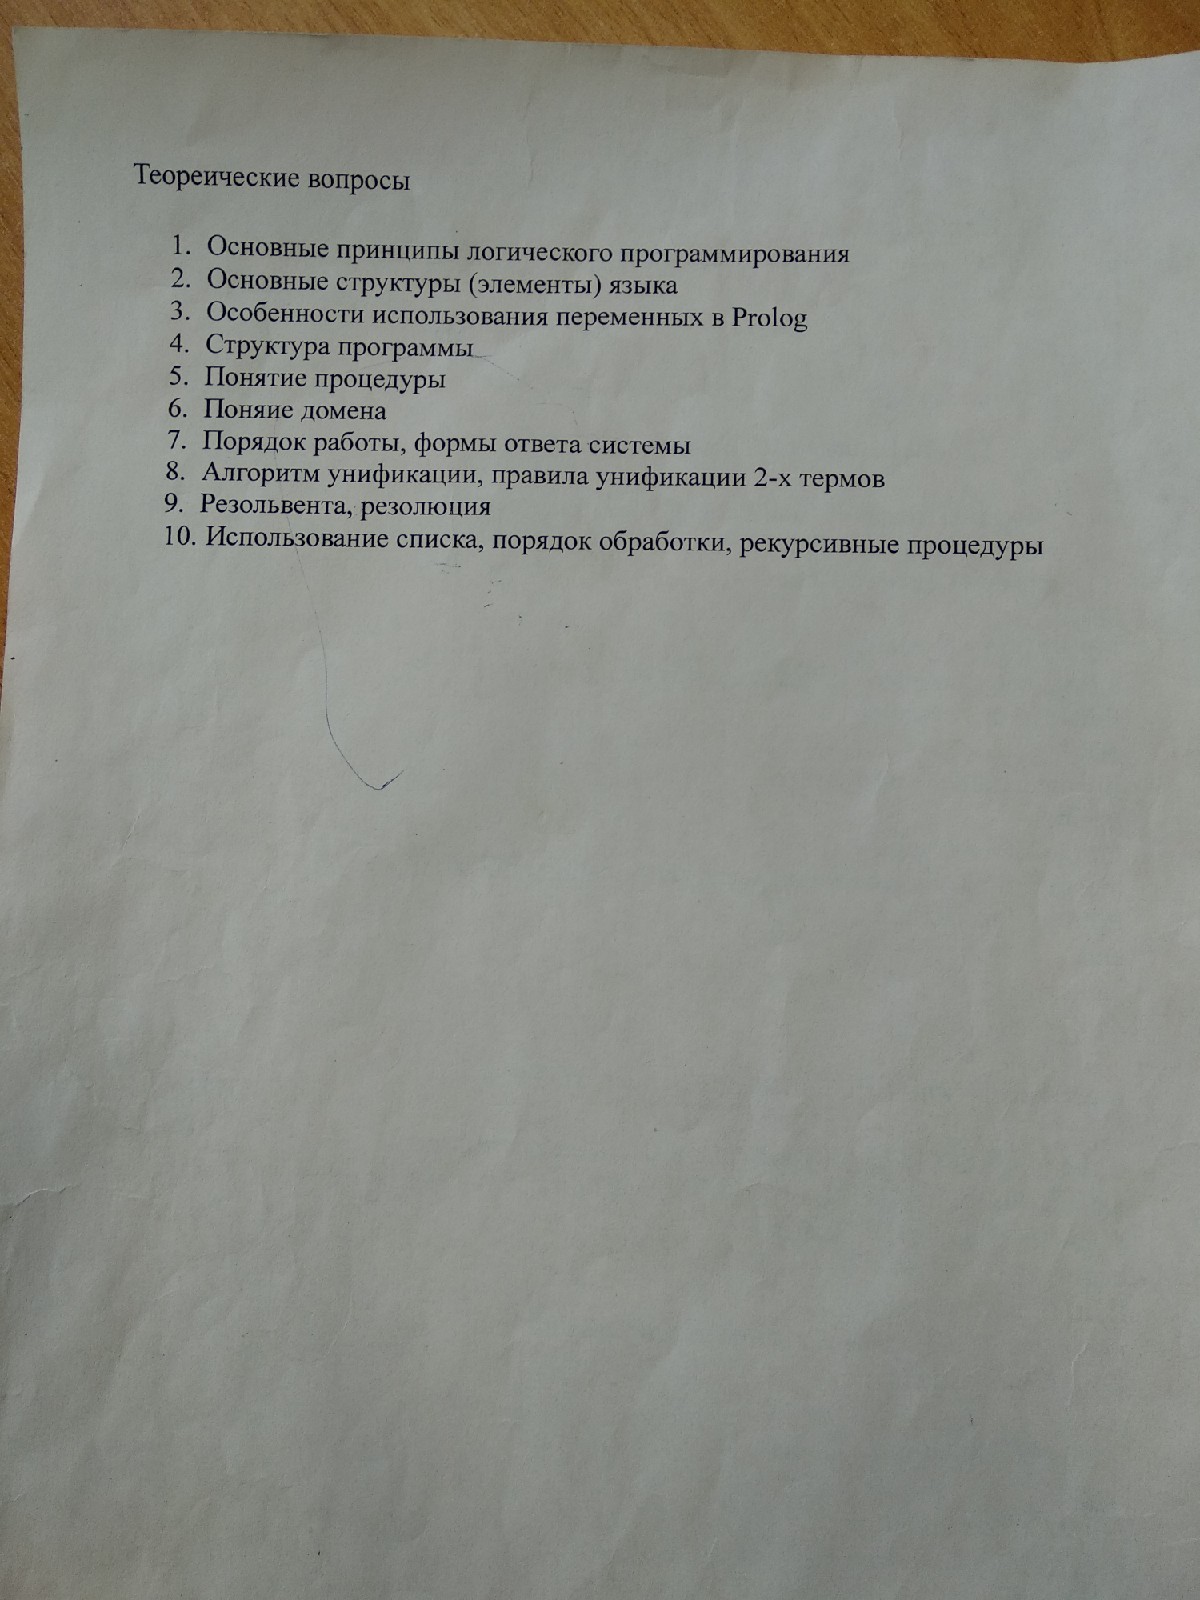 Теореические вопросы
1. Основные принципы логического программирования
2. Основные структуры (элементы) языка
3. Особенности использования переменных в Prolog
4. Структура программы
5. Понятие процедуры
6. Поняие домена
7. Порядок работы, формы ответа системы
8. Алгоритм унификации, правила унификации 2-х термов
9. Резольвента, резолюция
10. Использование списка, порядок обработки, рекурсивные процедуры